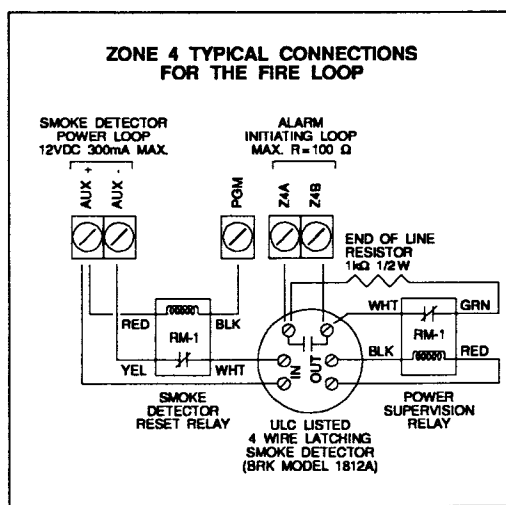 ZONE 4 TYPICAL CONNECTIONS
FOR THE FIRE LOOP
SMOKE DETECTOR
POWER LOOP
12VDC 300mA MAX.
ALARM
INITIATING LOOP
MAX. R=100 Ω
AUX +
AUX -
PGM
Z4A
Z4B
END OF LINE
RESISTOR
1kΩ 1/2W
RED
RM-1
BLK
YEL
WHT
IN
OUT
WHT
GRN
RM-1
BLK
RED
SMOKE
DETECTOR
RESET RELAY
ULC LISTED
4 WIRE LATCHING
SMOKE DETECTOR
(BRK MODEL 1812A)
POWER
SUPERVISION
RELAY